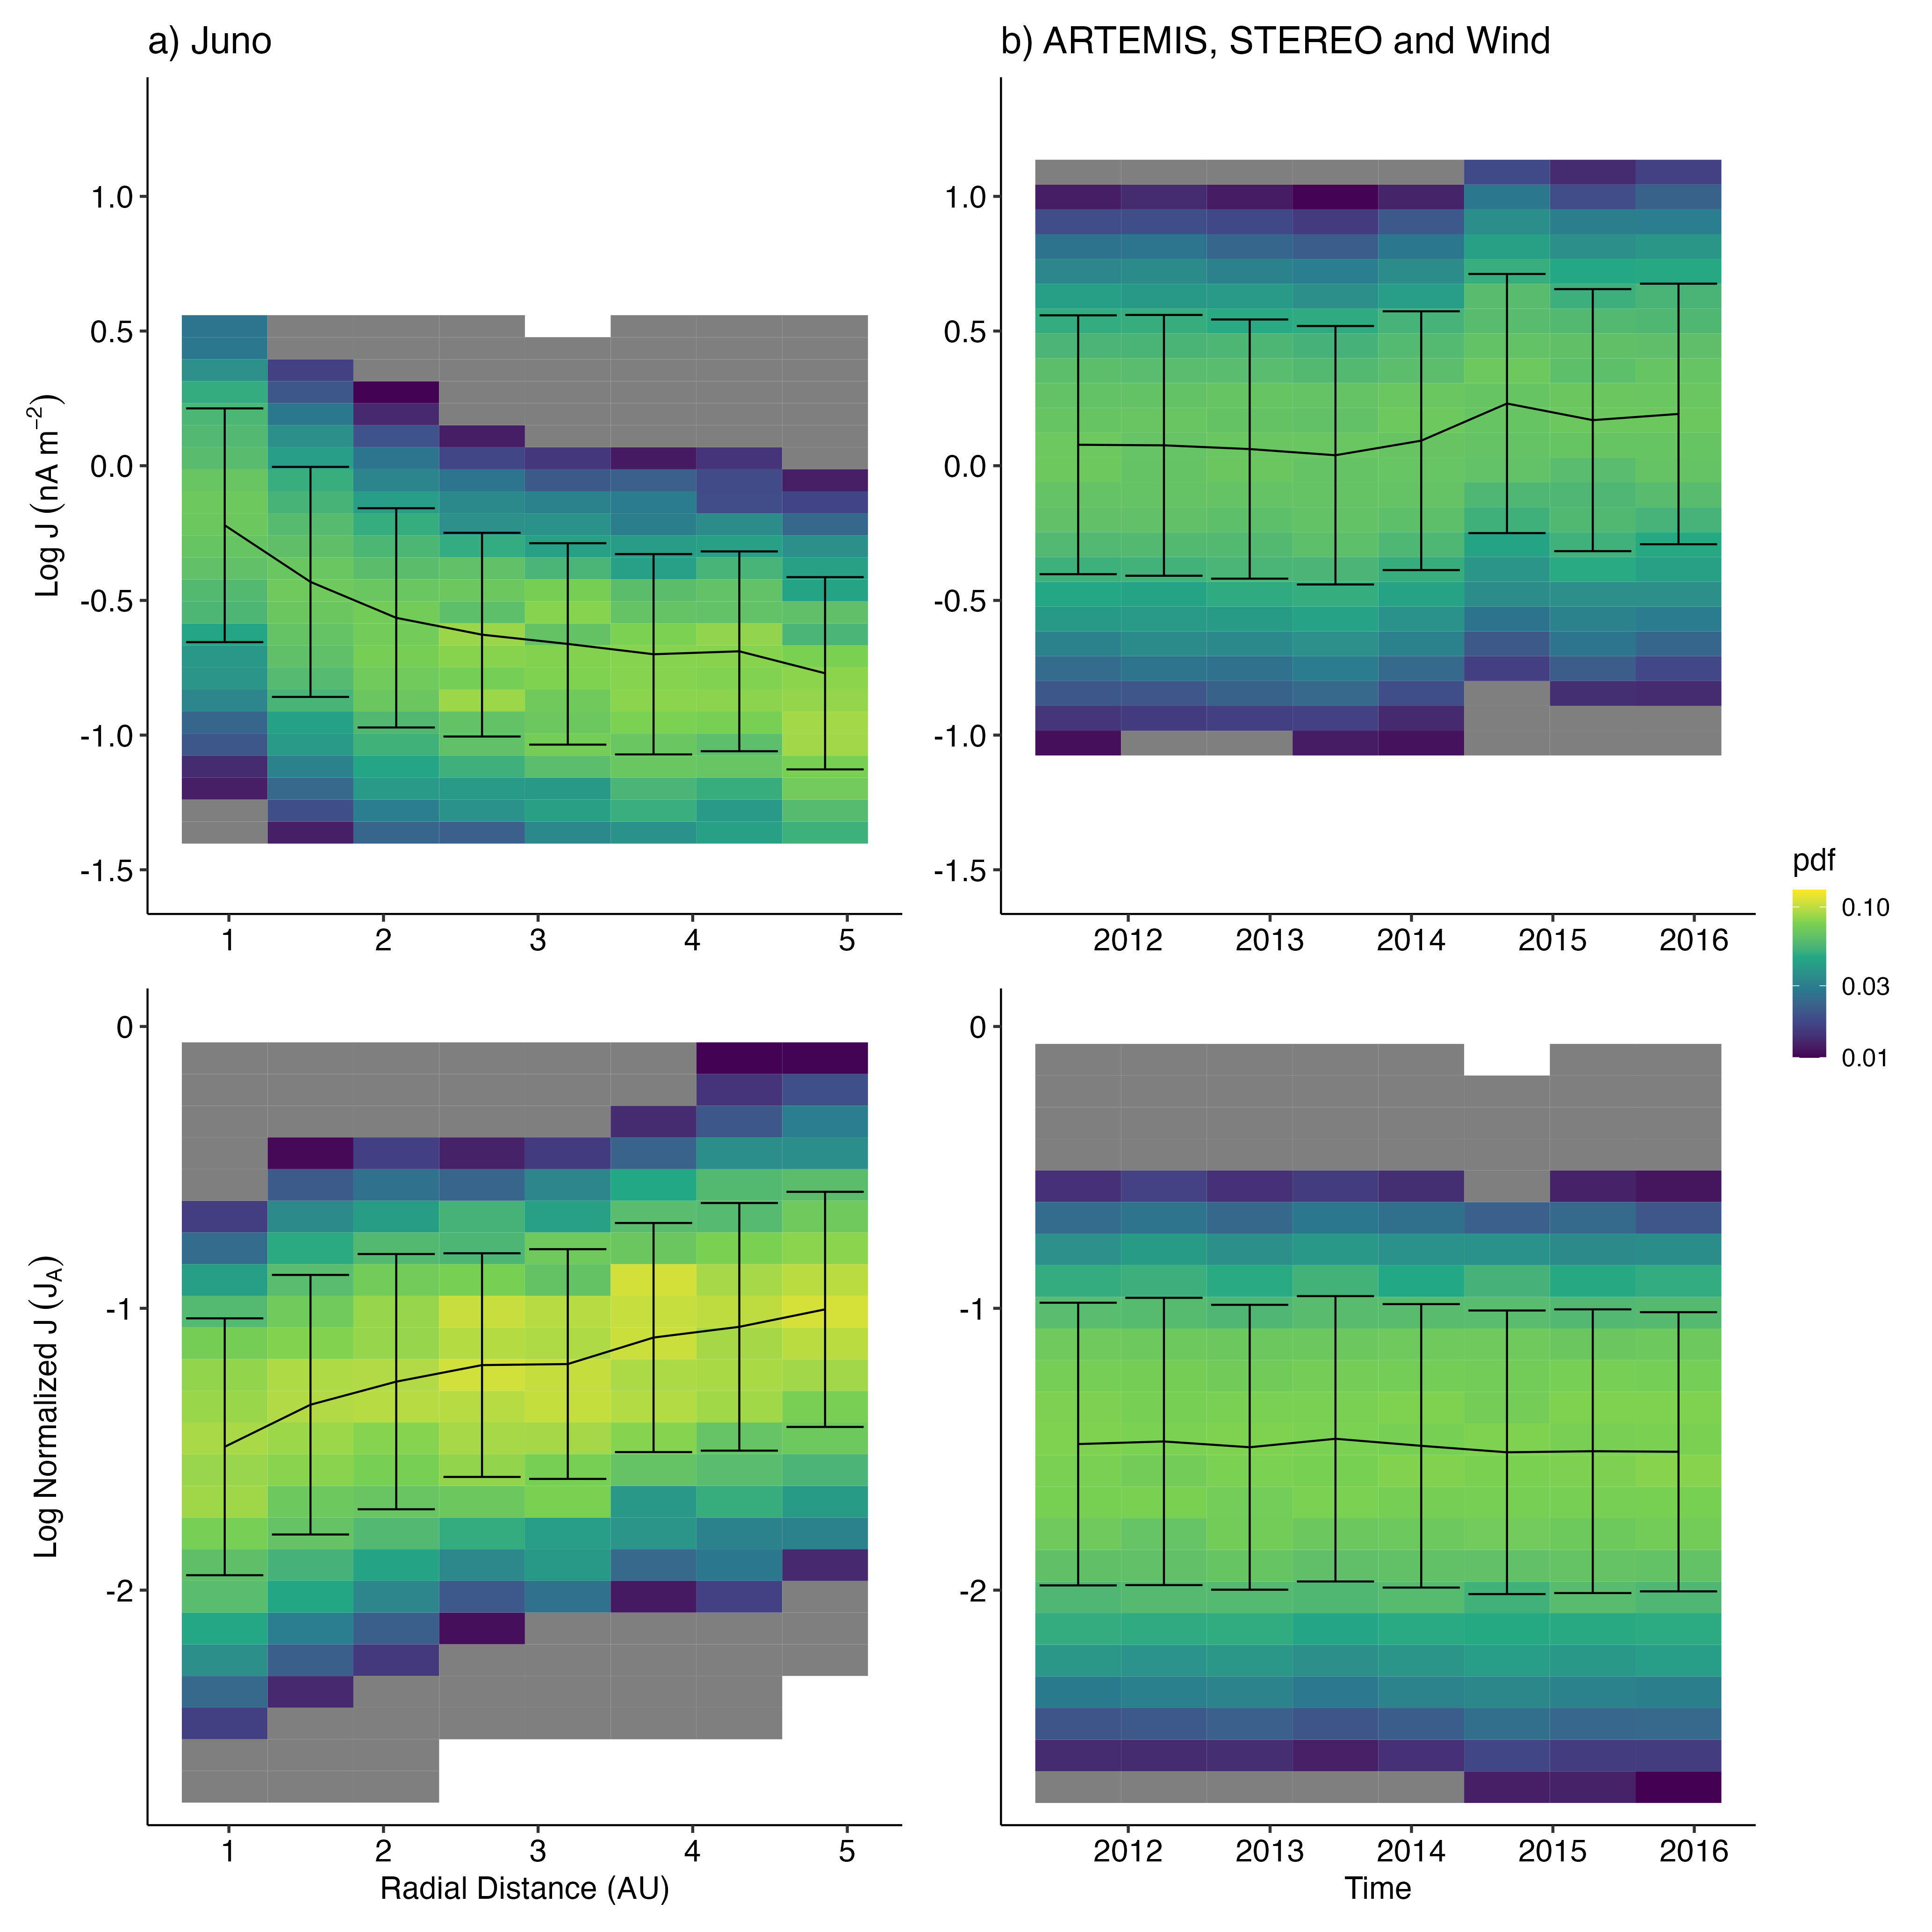 a) Juno
b) ARTEMIS, STEREO and Wind
Log J (nA m⁻²)
1.0
0.5
0.0
-0.5
-1.0
-1.5
1 2 3 4 5
1.0
0.5
0.0
-0.5
-1.0
-1.5
2012 2013 2014 2015 2016
pdf
0.10
0.03
0.01
Log Normalized J (J_A)
0
-1
-2
1 2 3 4 5
Radial Distance (AU)
0
-1
-2
2012 2013 2014 2015 2016
Time